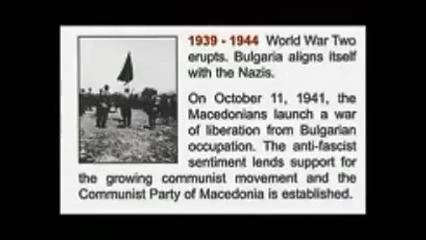 1939 - 1944 World War Two
erupts. Bulgaria aligns itself
with the Nazis.
On October 11, 1941, the
Macedonians launch a war
of liberation from Bulgarian
occupation. The anti-fascist
sentiment lends support for
the growing communist movement and the
Communist Party of Macedonia is established.